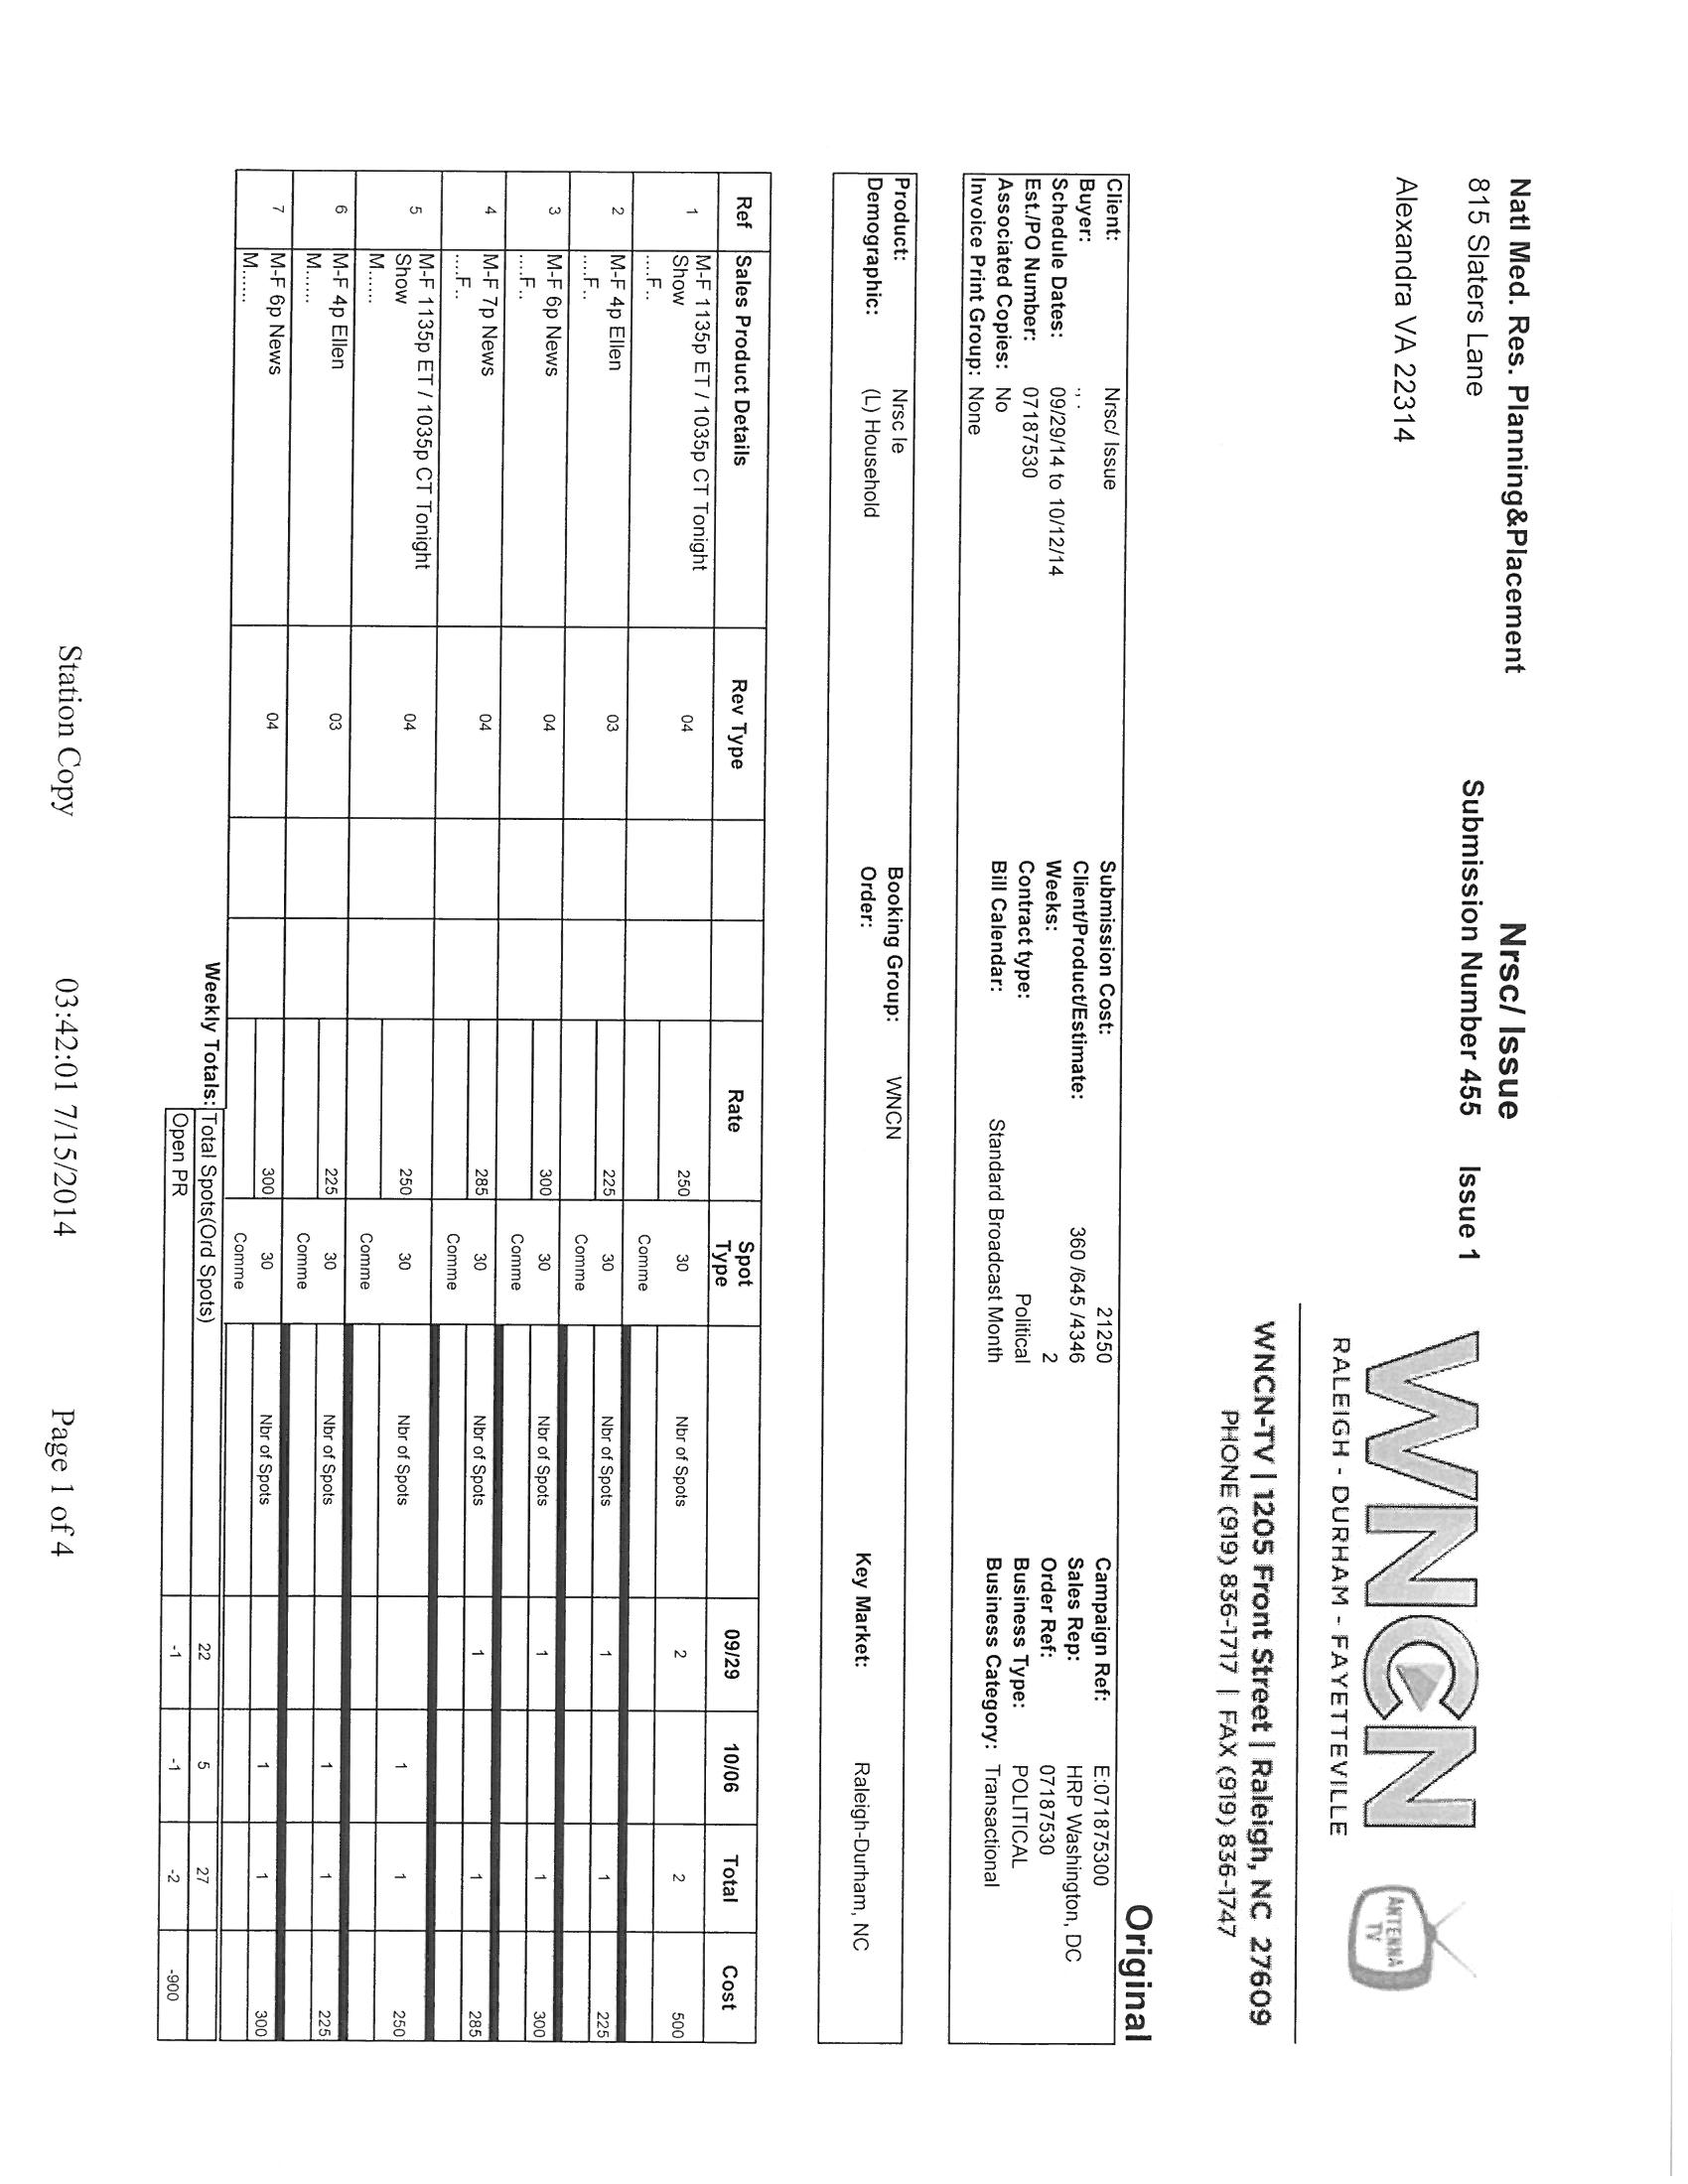 Natl Med. Res. Planning&Placement
815 Slaters Lane
Alexandra VA 22314
Nrsc/ Issue
Submission Number 455 Issue 1
WNCN
ANTENNA TV
RALEIGH - DURHAM - FAYETTEVILLE
WNCN-TV | 1205 Front Street | Raleigh, NC 27609
PHONE (919) 836-1717 | FAX (919) 836-1747
Original
Client: Nrsc/ Issue Submission Cost: 21250 Campaign Ref: E:071875300
Buyer: ., . Client/Product/Estimate: 360 /645 /4346 Sales Rep: HRP Washington, DC
Schedule Dates: 09/29/14 to 10/12/14 Weeks: 2 Order Ref: 07187530
Est./PO Number: 07187530 Contract type: Political Business Type: POLITICAL
Associated Copies: No Bill Calendar: Standard Broadcast Month Business Category: Transactional
Invoice Print Group: None
Product: Nrsc Ie Booking Group: WNCN
Demographic: (L) Household Order: Key Market: Raleigh-Durham, NC
Ref Sales Product Details Rev Type Rate Spot Type 09/29 10/06 Total Cost
1 M-F 1135p ET / 1035p CT Tonight 04 250 30 Nbr of Spots 2 2 500
Show
....F.. Comme
2 M-F 4p Ellen 03 225 30 Nbr of Spots 1 1 225
....F.. Comme
3 M-F 6p News 04 300 30 Nbr of Spots 1 1 300
....F.. Comme
4 M-F 7p News 04 285 30 Nbr of Spots 1 1 285
....F.. Comme
5 M-F 1135p ET / 1035p CT Tonight 04 250 30 Nbr of Spots 1 1 250
Show
M...... Comme
6 M-F 4p Ellen 03 225 30 Nbr of Spots 1 1 225
M...... Comme
7 M-F 6p News 04 300 30 Nbr of Spots 1 1 300
M...... Comme
Weekly Totals: Total Spots(Ord Spots) 22 5 27
Open PR -1 -1 -2 -900
Station Copy 03:42:01 7/15/2014 Page 1 of 4